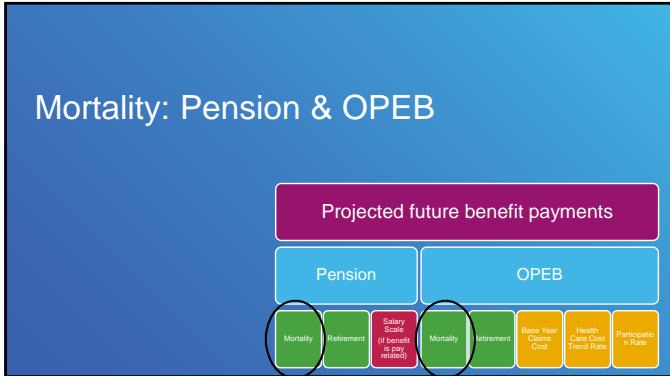 Mortality: Pension & OPEB
Projected future benefit payments
Pension
OPEB
Mortality
Retirement
Salary
Scale
(if benefit
is pay
related)
Mortality
Retirement
Base Year
Claims
Cost
Health
Care Cost
Trend Rate
Participatio
n Rate